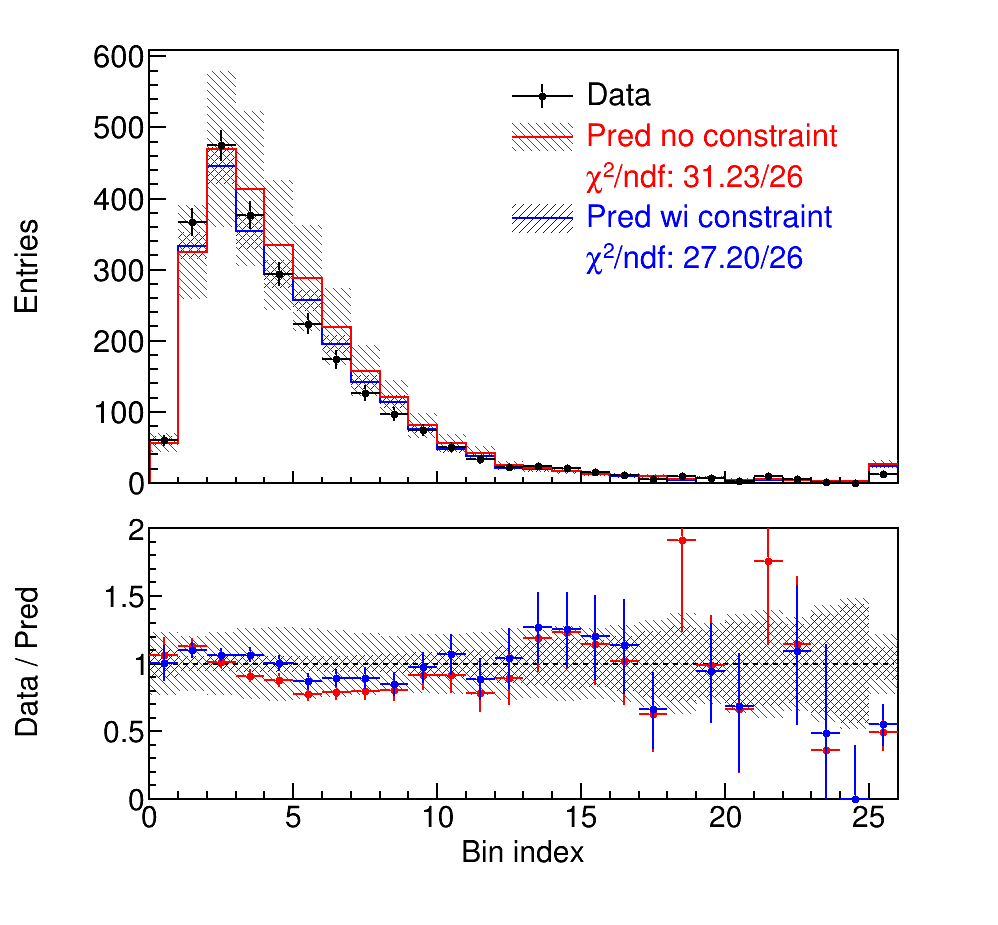 Entries
600
500
400
300
200
100
0
Data
Pred no constraint
χ²/ndf: 31.23/26
Pred wi constraint
χ²/ndf: 27.20/26
Data / Pred
2
1.5
1
0.5
0
0 5 10 15 20 25
Bin index